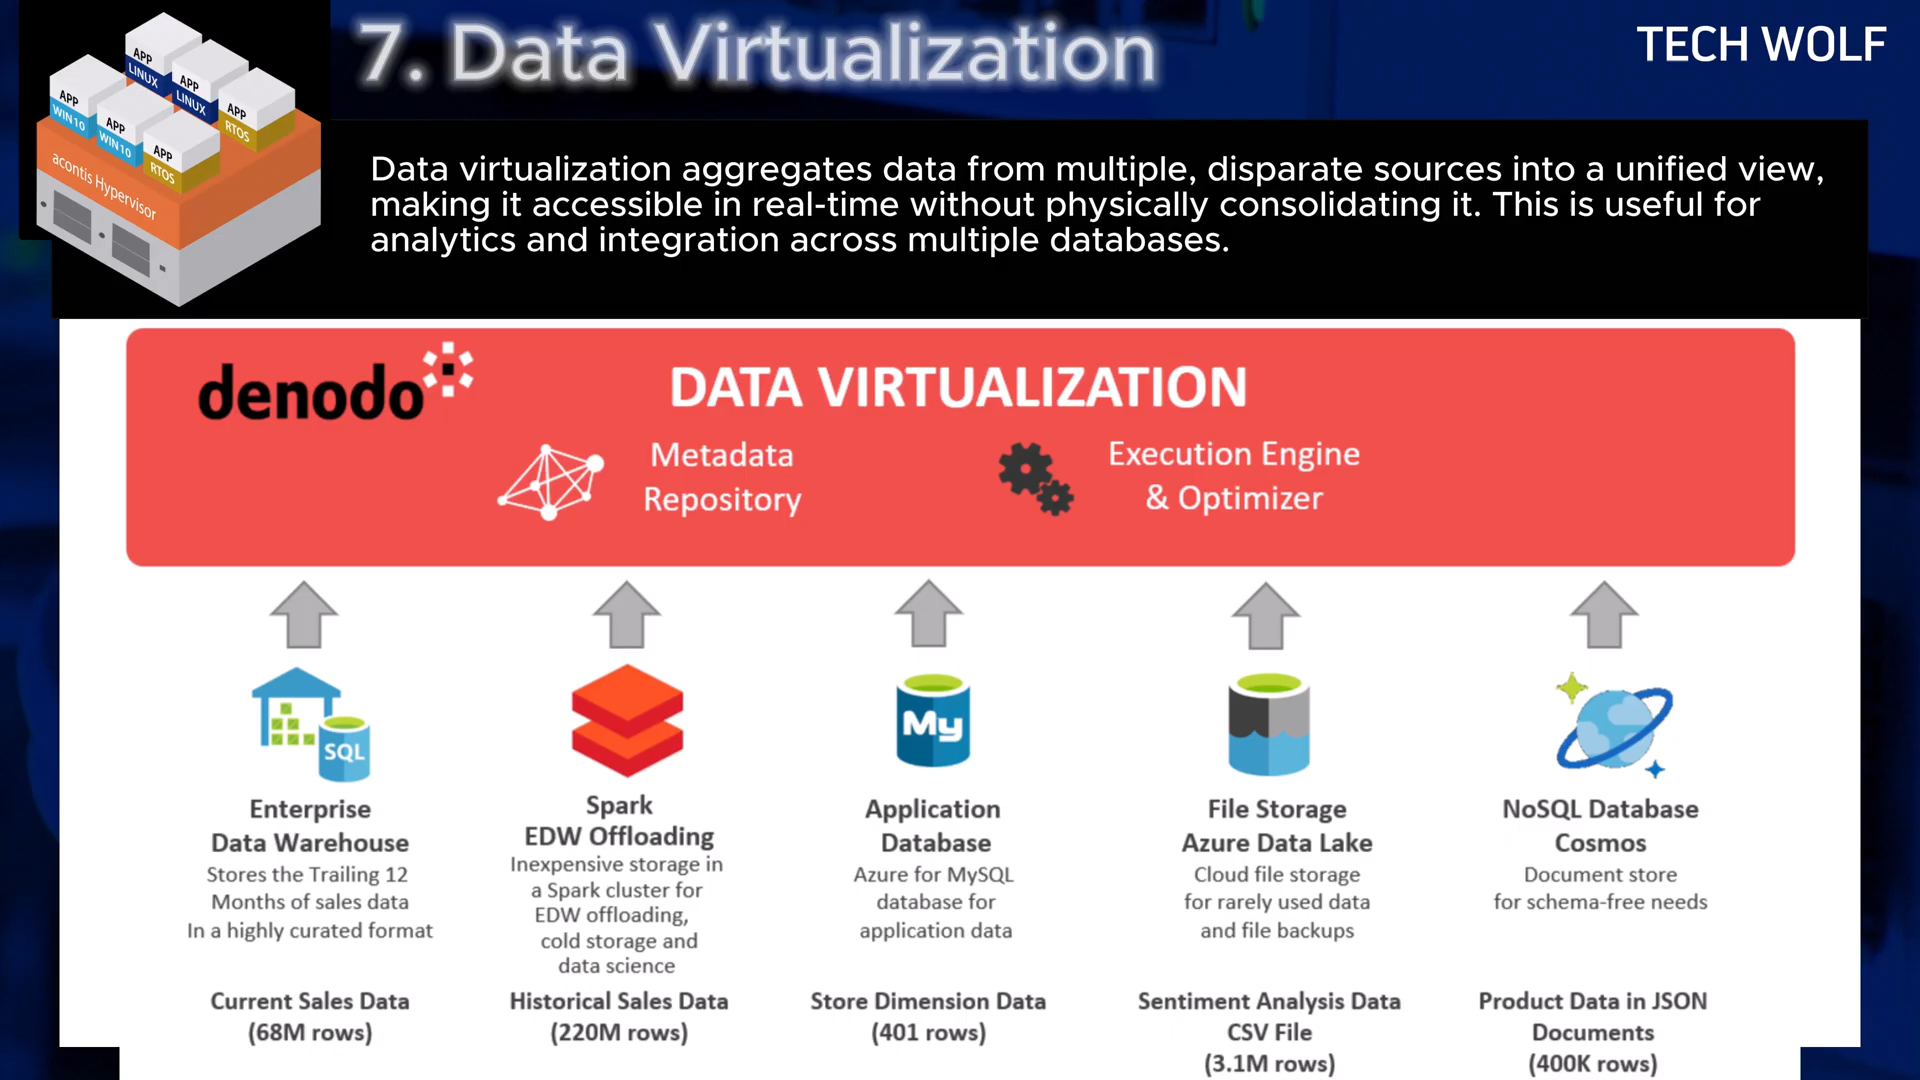 7. Data Virtualization
TECH WOLF
APP
LINUX
APP
LINUX
APP
RTOS
APP
WIN10
APP
WIN10
APP
RTOS
acontis Hypervisor
Data virtualization aggregates data from multiple, disparate sources into a unified view,
making it accessible in real-time without physically consolidating it. This is useful for
analytics and integration across multiple databases.
denodo
DATA VIRTUALIZATION
Metadata
Repository
Execution Engine
& Optimizer
SQL
Enterprise
Data Warehouse
Stores the Trailing 12
Months of sales data
In a highly curated format
Current Sales Data
(68M rows)
Spark
EDW Offloading
Inexpensive storage in
a Spark cluster for
EDW offloading,
cold storage and
data science
Historical Sales Data
(220M rows)
My
Application
Database
Azure for MySQL
database for
application data
Store Dimension Data
(401 rows)
File Storage
Azure Data Lake
Cloud file storage
for rarely used data
and file backups
Sentiment Analysis Data
CSV File
(3.1M rows)
NoSQL Database
Cosmos
Document store
for schema-free needs
Product Data in JSON
Documents
(400K rows)